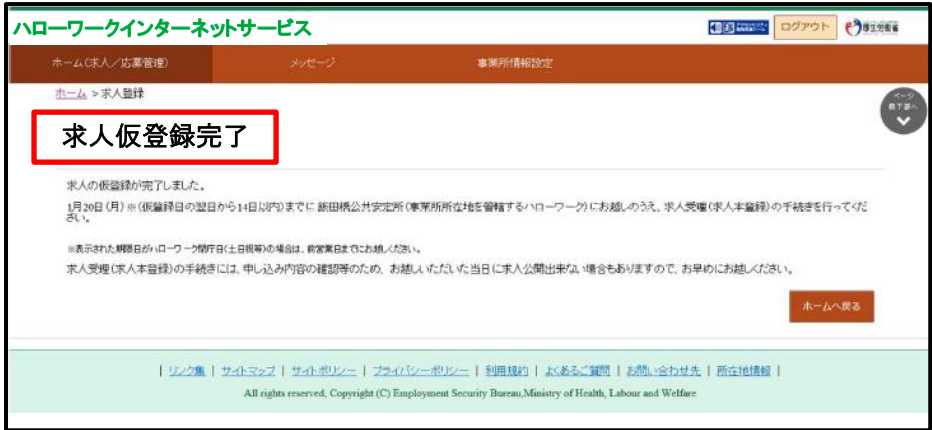 ハローワークインターネットサービス
ログアウト
厚生労働省
ホーム(求人/応募管理)
メッセージ
事業所情報設定
ホーム >求人登録
ページ
最下部へ
求人仮登録完了
求人の仮登録が完了しました。
1月20日(月)※(仮登録日の翌日から14日以内)までに 飯田橋公共安定所(事業所所在地を管轄するハローワーク)にお越しのうえ、求人受理(求人本登録)の手続きを行ってくだ
さい。
※表示された期限日がハローワーク閉庁日(土日祝等)の場合は、前営業日までにお越しください。
求人受理(求人本登録)の手続きには、申し込み内容の確認等のため、お越しいただいた当日に求人公開出来ない場合もありますので、お早めにお越しください。
ホームへ戻る
| リンク集 | サイトマップ | サイトポリシー | プライバシーポリシー | 利用規約 | よくあるご質問 | お問い合わせ先 | 所在地情報 |
All rights reserved, Copyright (C) Employment Security Bureau,Ministry of Health, Labour and Welfare